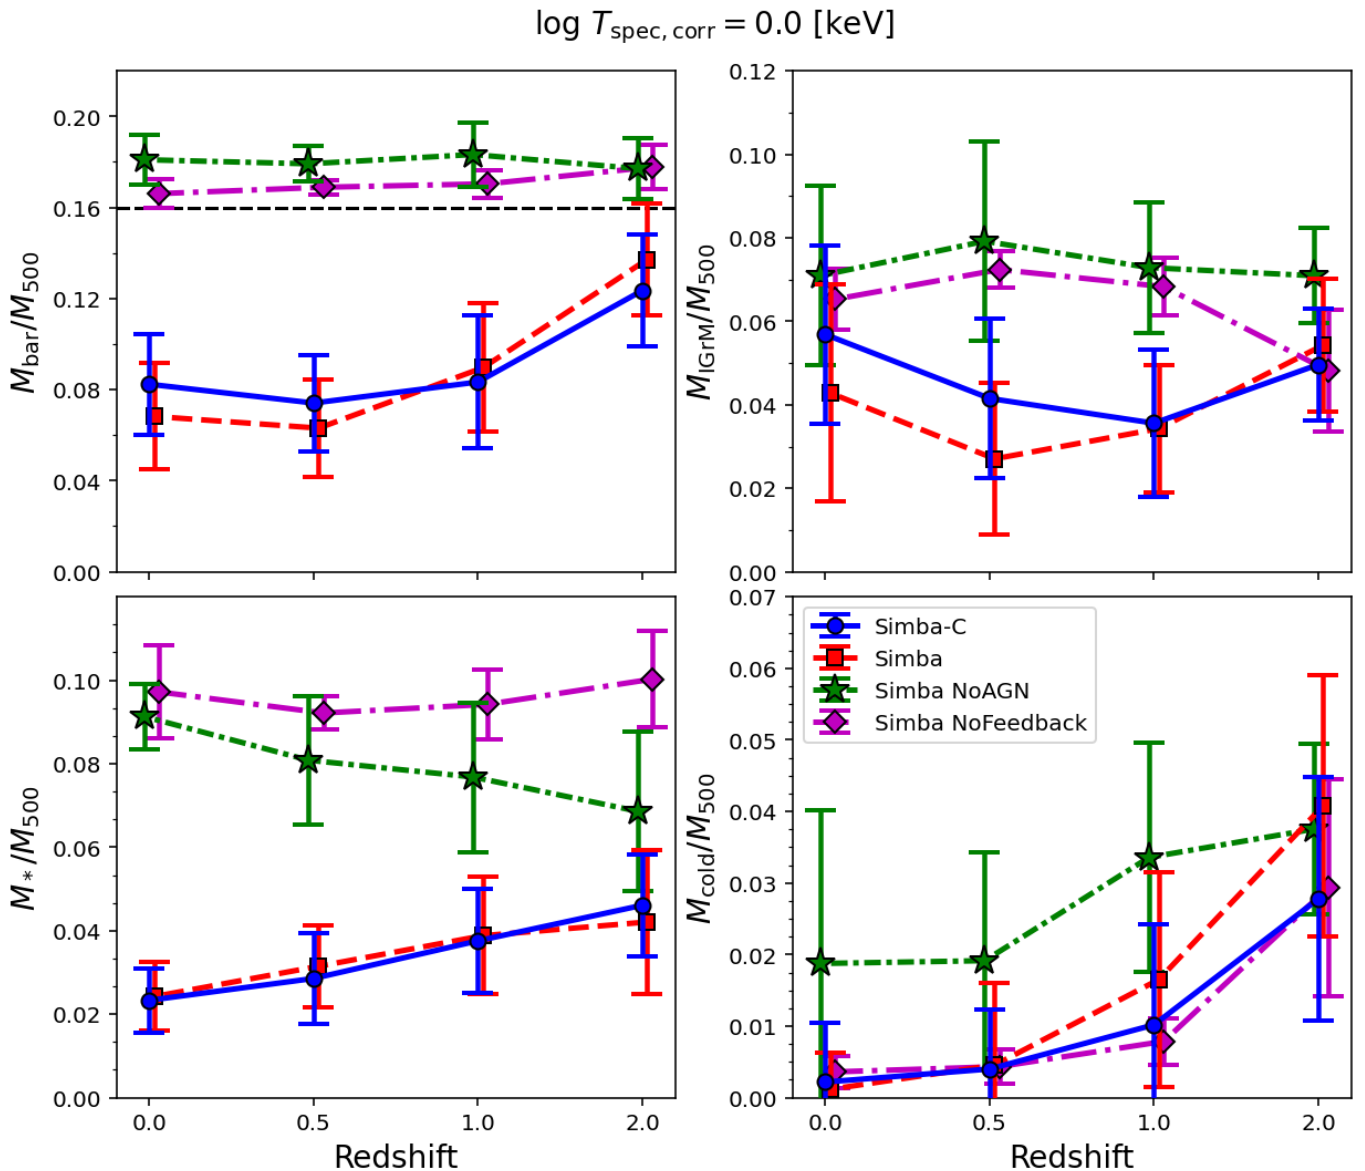 log T_spec,corr = 0.0 [keV]
M_bar/M_500
0.20
0.16
0.12
0.08
0.04
0.00
M_IGrM/M_500
0.12
0.10
0.08
0.06
0.04
0.02
0.00
M_*/M_500
0.10
0.08
0.06
0.04
0.02
0.00
0.0 0.5 1.0 2.0
Redshift
M_cold/M_500
0.07
0.06
0.05
0.04
0.03
0.02
0.01
0.00
Simba-C
Simba
Simba NoAGN
Simba NoFeedback
0.0 0.5 1.0 2.0
Redshift